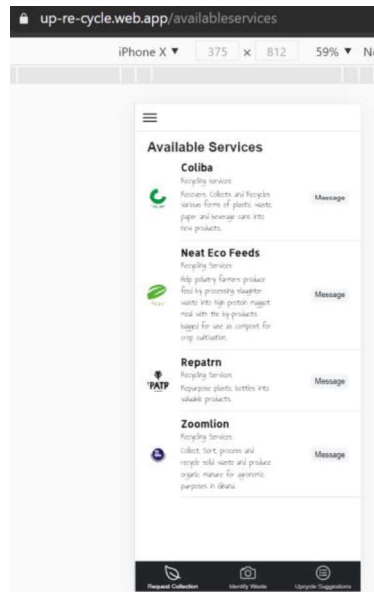 up-re-cycle.web.app/availableservices
iPhone X ▼ 375 x 812 59% ▼ N
Available Services
Coliba
Recycling services
Recovers, Collects and Recycles
various forms of plastic waste,
paper and beverage cans into
new products.
Message
Neat Eco Feeds
Recycling Services
Help poultry farmers produce
feed by processing slaughter
waste into high protein maggot
meal with the by-products
bagged for use as compost for
crop cultivation.
Message
Repatrn
Recycling Services
Repurpose plastic bottles into
valuable products.
'PATP
Message
Zoomlion
Recycling Services
Collect, Sort, process and
recycle solid waste and produce
organic manure for agronomic
purposes in Ghana.
Message
Request Collection Identify Waste Upcycle Suggestions